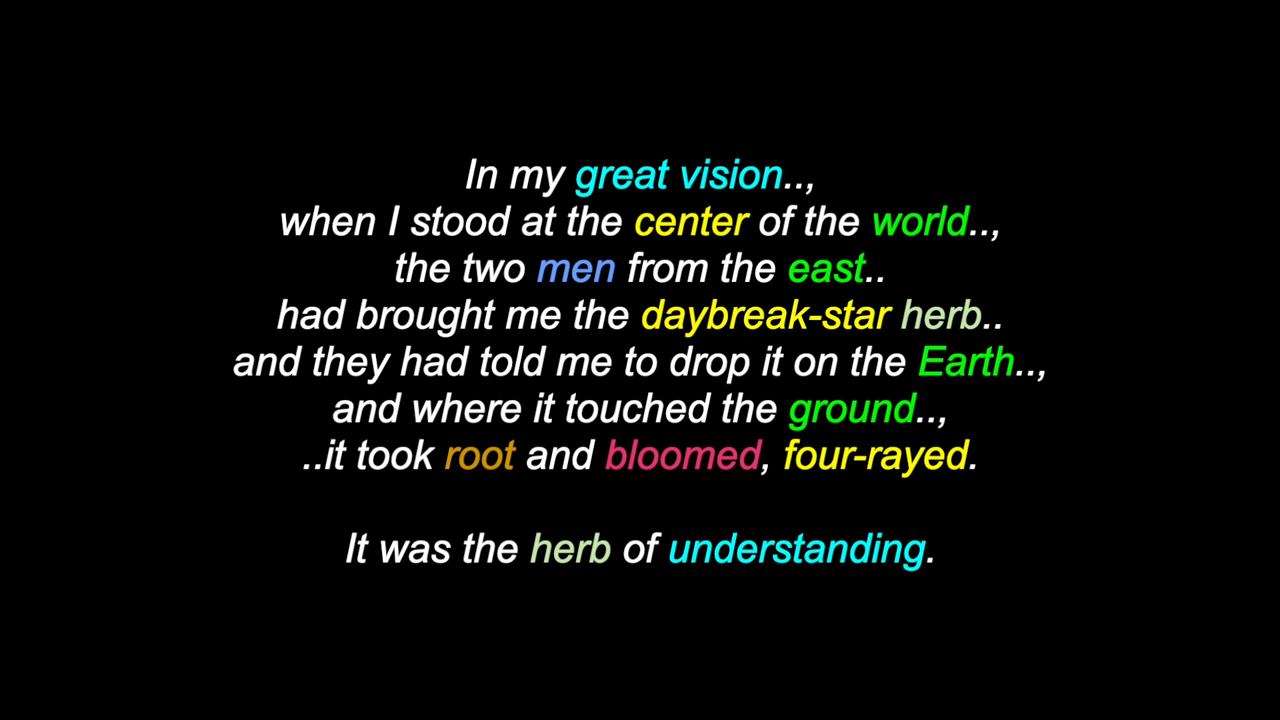 In my great vision..,
when I stood at the center of the world..,
the two men from the east..
had brought me the daybreak-star herb..
and they had told me to drop it on the Earth..,
and where it touched the ground..,
..it took root and bloomed, four-rayed.
It was the herb of understanding.